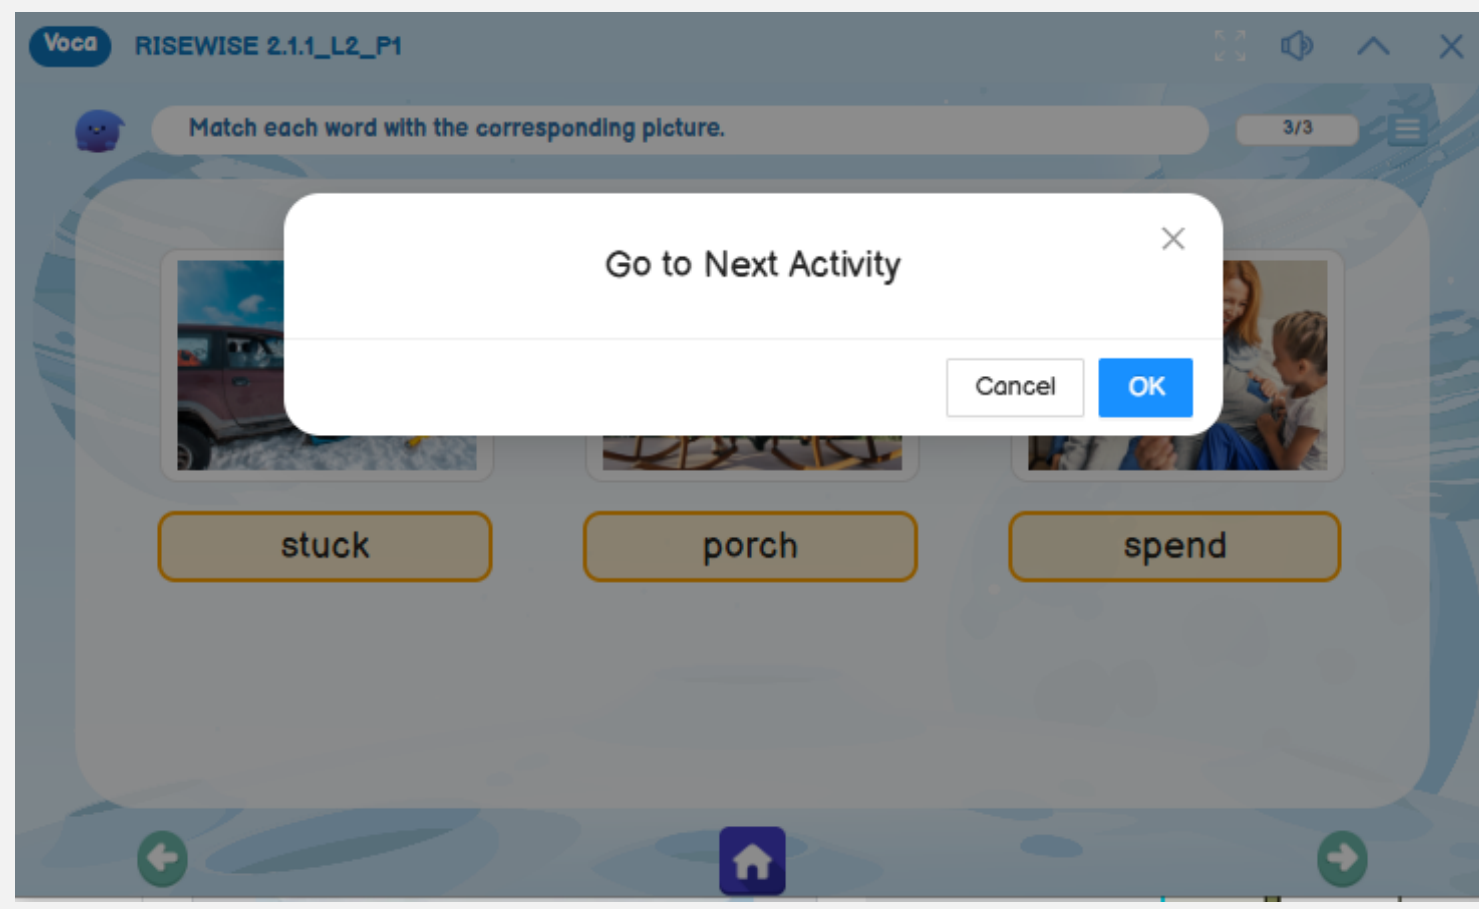 Voca RISEWISE 2.1.1_L2_P1
Match each word with the corresponding picture.
3/3
Go to Next Activity
Cancel OK
stuck porch spend